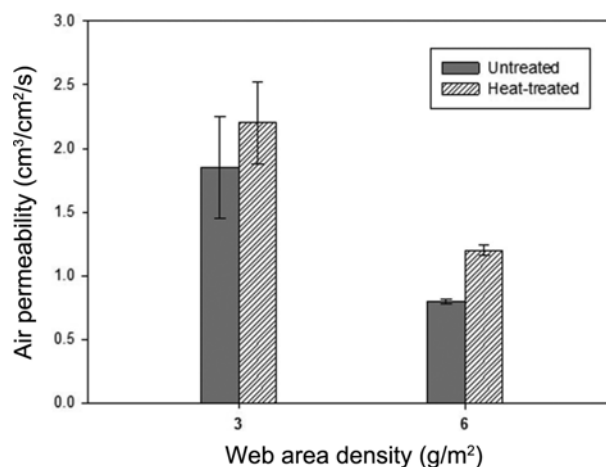 3.0
2.5
2.0
1.5
1.0
0.5
0.0
Air permeability (cm³/cm²/s)
Untreated
Heat-treated
3 6
Web area density (g/m²)